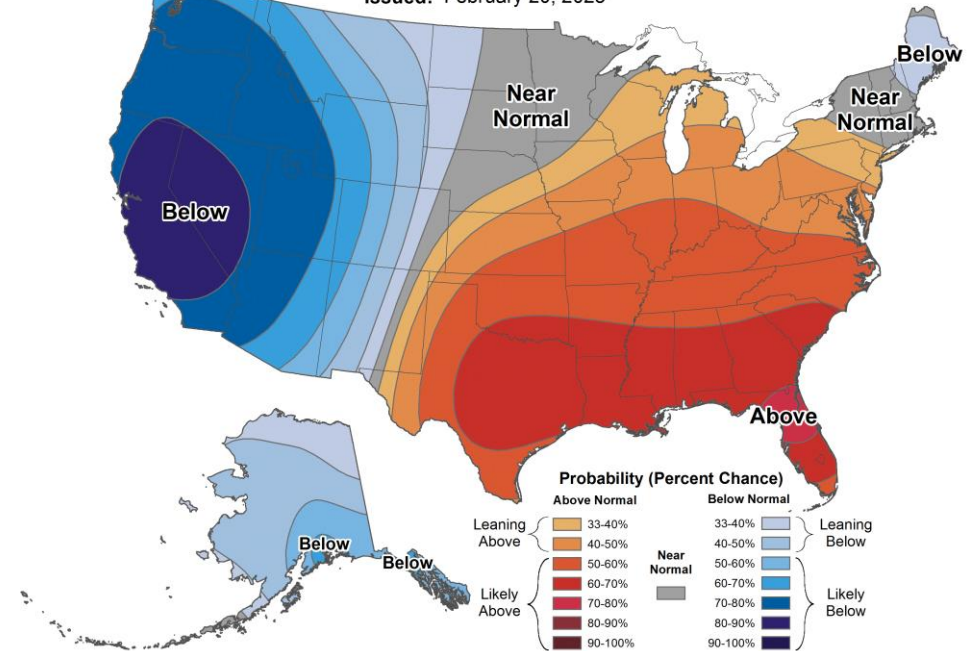 Issued: February
Below
Near
Normal
Near
Normal
Below
Above
Below
Below
Probability (Percent Chance)
Above Normal
Below Normal
Leaning
Above
33-40%
40-50%
Likely
Above
50-60%
60-70%
70-80%
80-90%
90-100%
Near
Normal
33-40%
40-50%
Leaning
Below
50-60%
60-70%
70-80%
80-90%
90-100%
Likely
Below